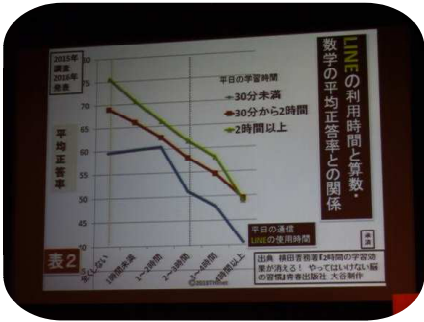 LINEの利用時間と算数・
数学の平均正答率との関係
2015年
調査
2016年
発表
80
75
70
65
60
55
50
45
40
平均正答率
平日の学習時間
30分未満
30分から2時間
2時間以上
全くしない
1時間未満
1〜2時間
2〜3時間
3〜4時間
4時間以上
平日の通信
LINEの使用時間
表2
出典 横田晋務著『2時間の学習効
果が消える! やってはいけない脳
の習慣』青春出版社 大谷制作